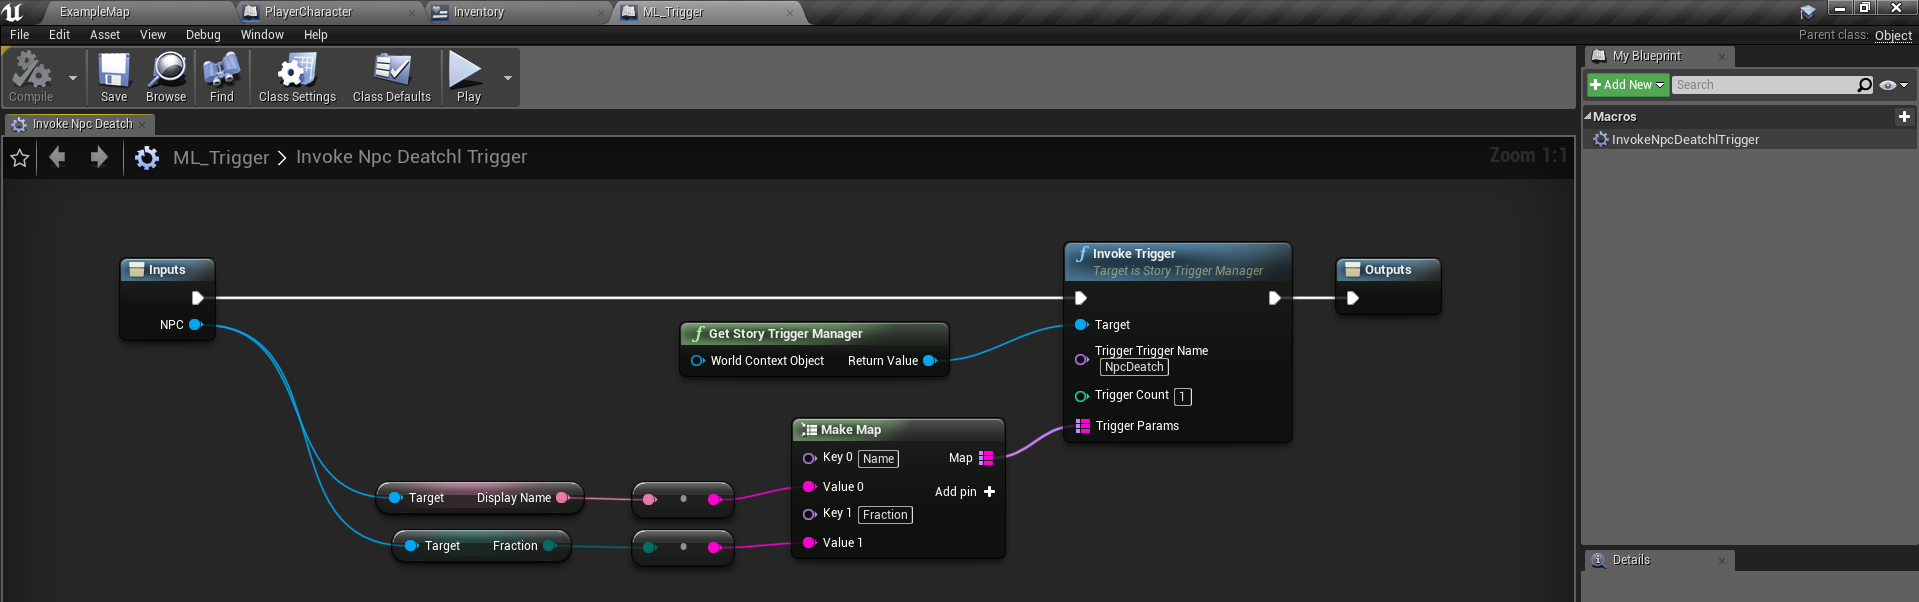 ExampleMap
PlayerCharacter
Inventory
ML_Trigger
File Edit Asset View Debug Window Help
Parent class: Object
Compile
Save
Browse
Find
Class Settings
Class Defaults
Play
My Blueprint
Add New
Search
Macros
InvokeNpcDeatchlTrigger
Invoke Npc Deatch
ML_Trigger > Invoke Npc Deatchl Trigger
Zoom 1:1
Inputs
NPC
Get Story Trigger Manager
World Context Object Return Value
Invoke Trigger
Target is Story Trigger Manager
Target
Trigger Trigger Name
NpcDeatch
Trigger Count 1
Trigger Params
Outputs
Make Map
Key 0 Name Map
Value 0 Add pin
Key 1 Fraction
Value 1
Target Display Name
Target Fraction
Details